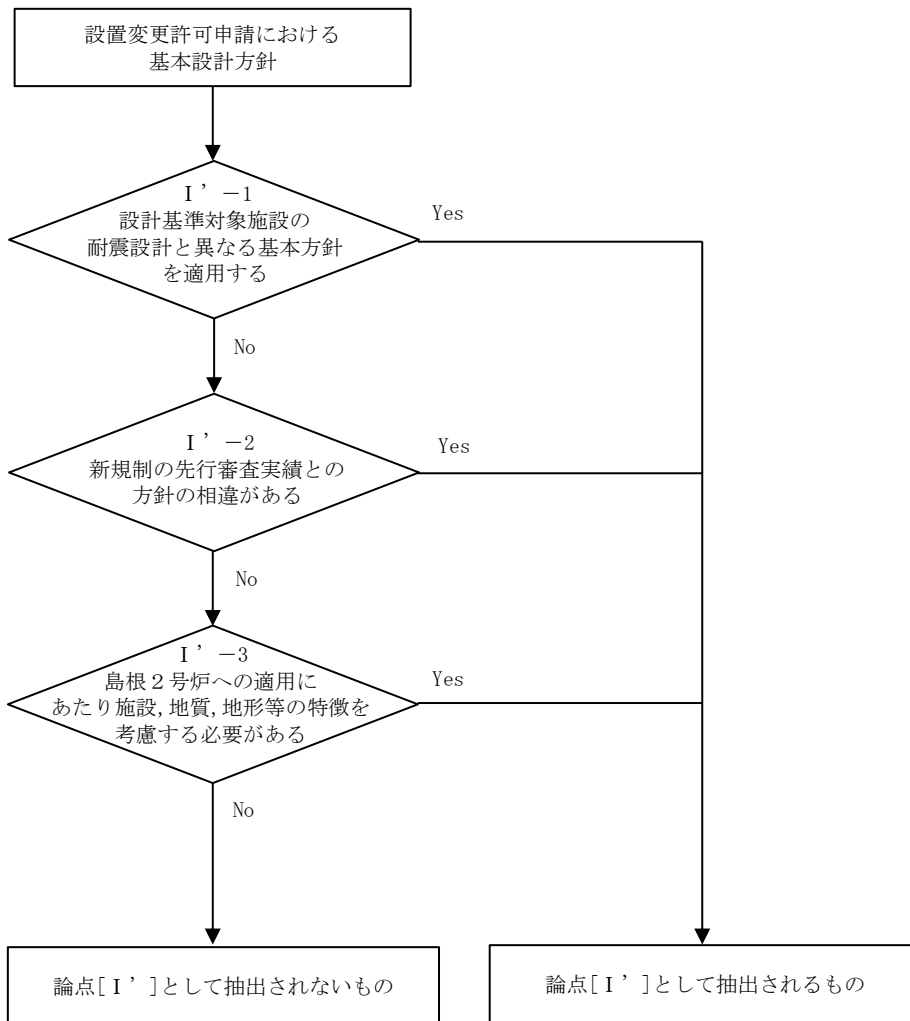 設置変更許可申請における
基本設計方針
Ⅰ’－1
設計基準対象施設の
耐震設計と異なる基本方針
を適用する
Yes
No
Ⅰ’－2
新規制の先行審査実績との
方針の相違がある
Yes
No
Ⅰ’－3
島根２号炉への適用に
あたり施設,地質,地形等の特徴を
考慮する必要がある
Yes
No
論点[Ⅰ’]として抽出されないもの
論点[Ⅰ’]として抽出されるもの